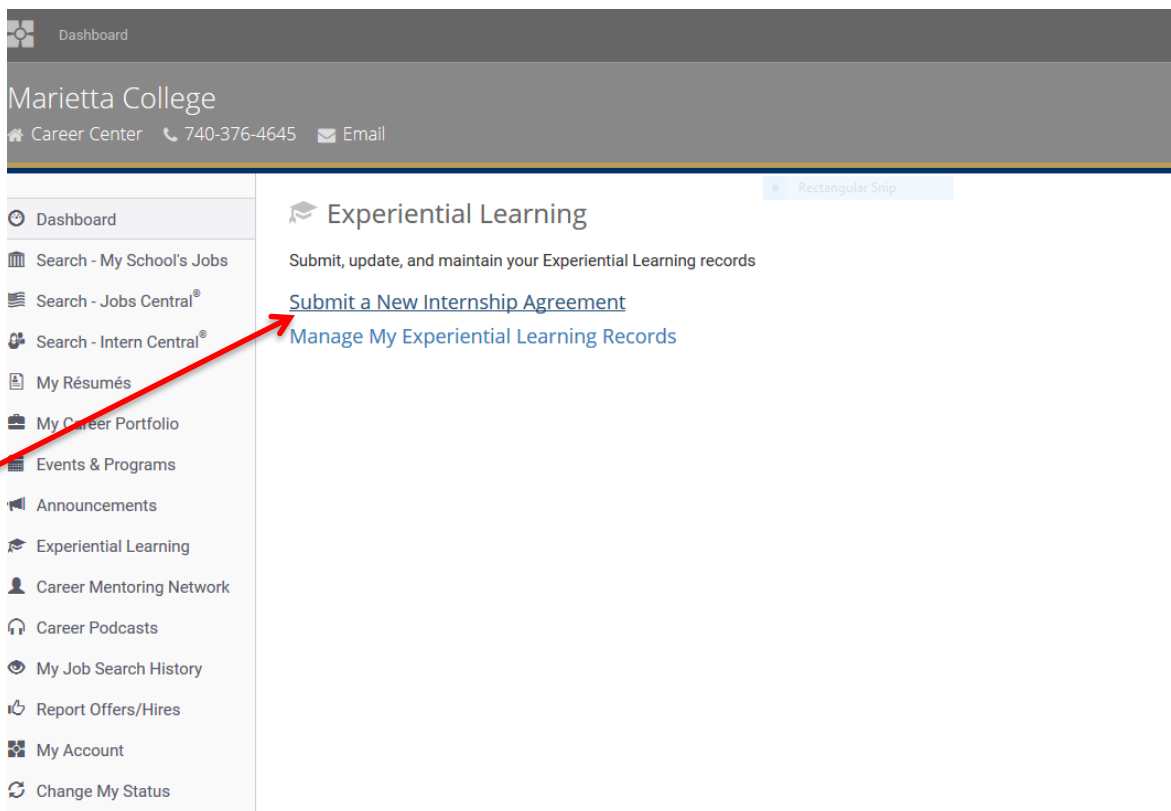 Dashboard
Marietta College
Career Center 740-376-4645 Email
Rectangular Snip
Dashboard
Search - My School's Jobs
Search - Jobs Central®
Search - Intern Central®
My Résumés
My Career Portfolio
Events & Programs
Announcements
Experiential Learning
Career Mentoring Network
Career Podcasts
My Job Search History
Report Offers/Hires
My Account
Change My Status
Experiential Learning
Submit, update, and maintain your Experiential Learning records
Submit a New Internship Agreement
Manage My Experiential Learning Records